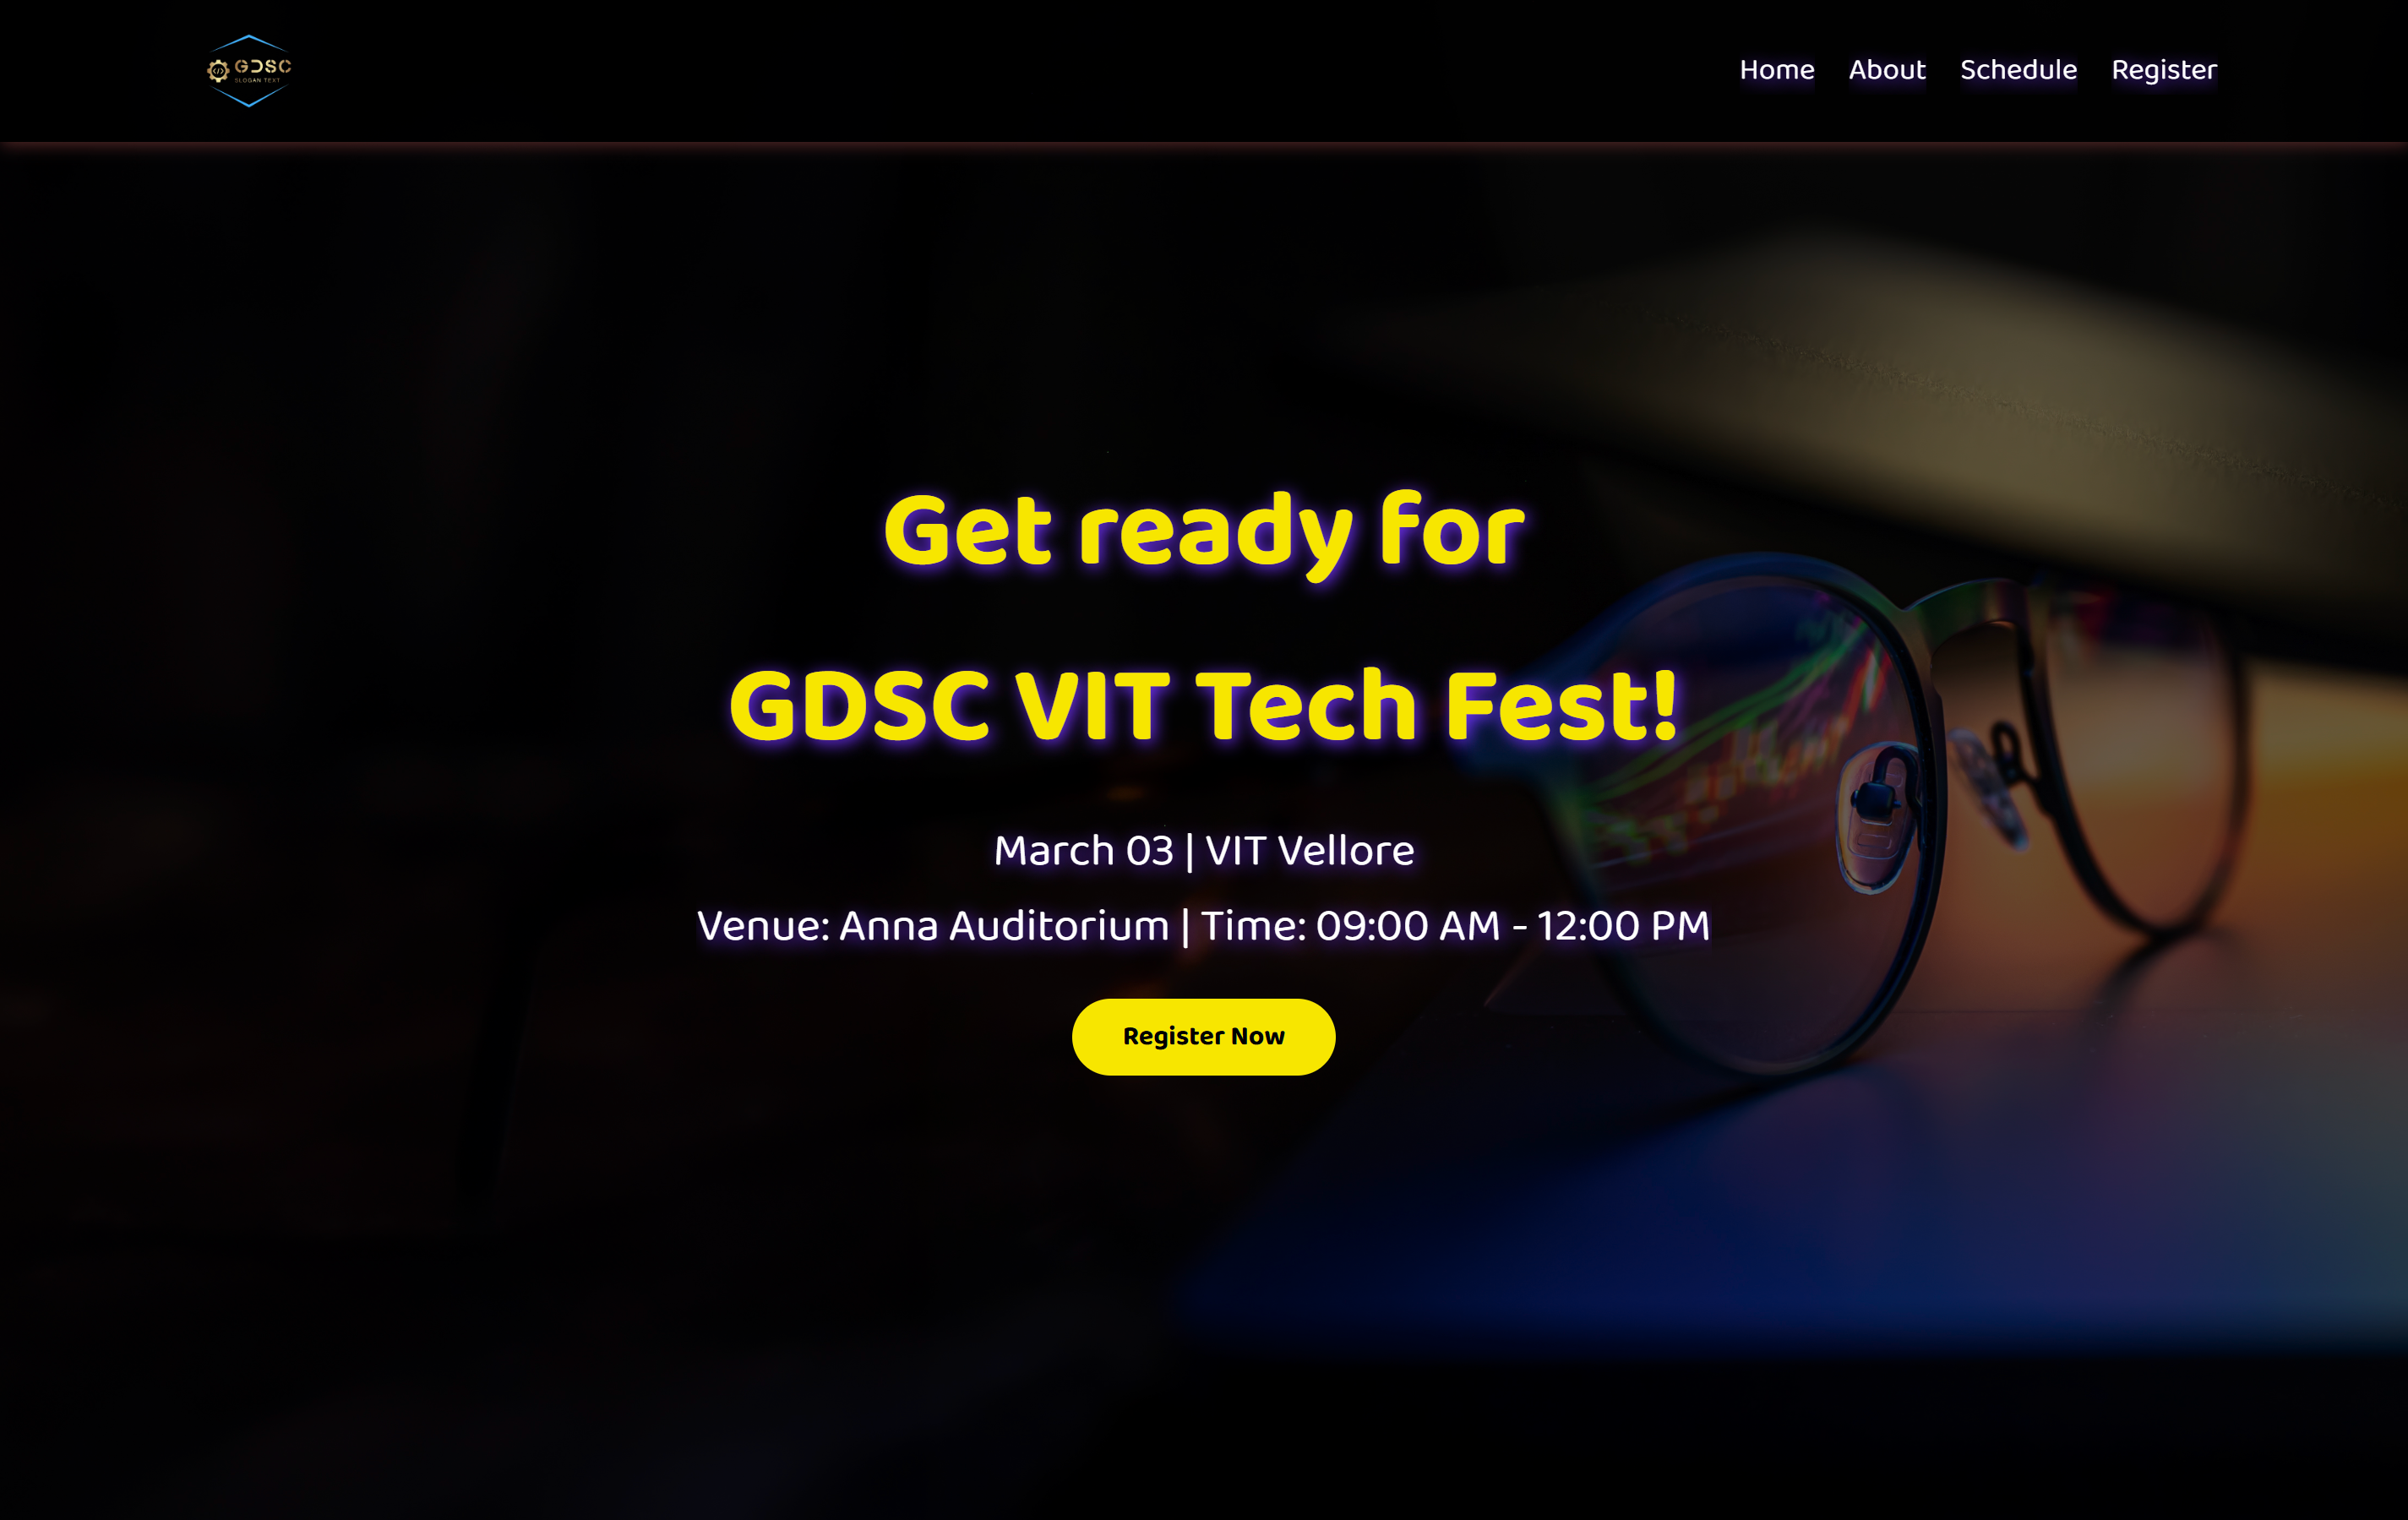 GDSC
SLOGAN TEXT
Home About Schedule Register
Get ready for
GDSC VIT Tech Fest!
March 03 | VIT Vellore
Venue: Anna Auditorium | Time: 09:00 AM - 12:00 PM
Register Now